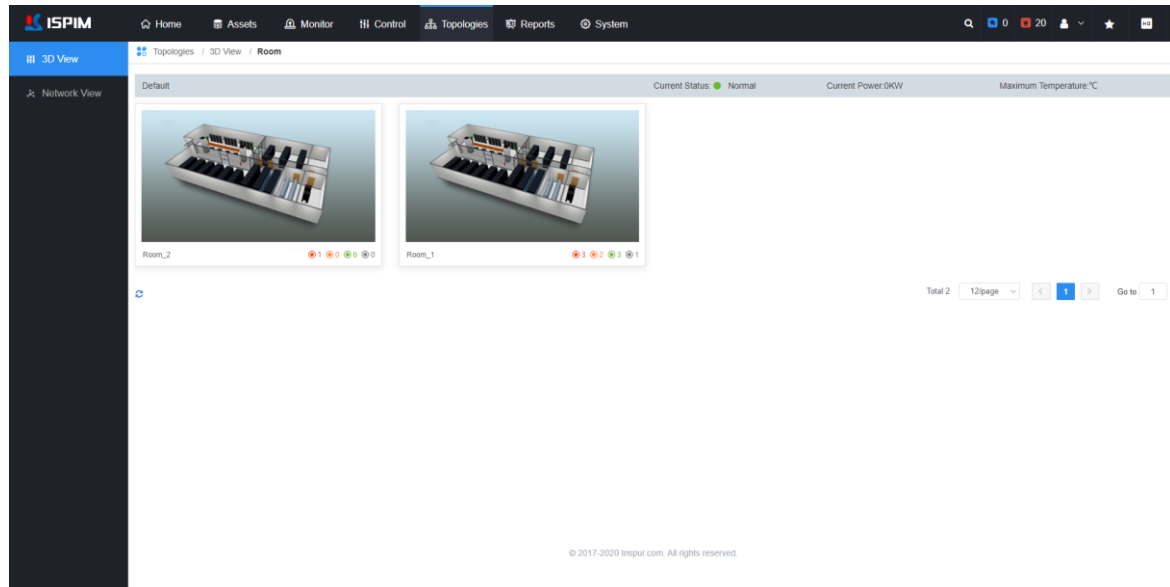 ISPIM Home Assets Monitor Control Topologies Reports System 0 20
3D View
Network View
Topologies / 3D View / Room
Default Current Status: Normal Current Power:0KW Maximum Temperature:℃
Room_2 1 0 6 0
Room_1 3 2 3 1
Total 2 12/page < 1 > Go to 1
© 2017-2020 Inspur.com. All rights reserved.